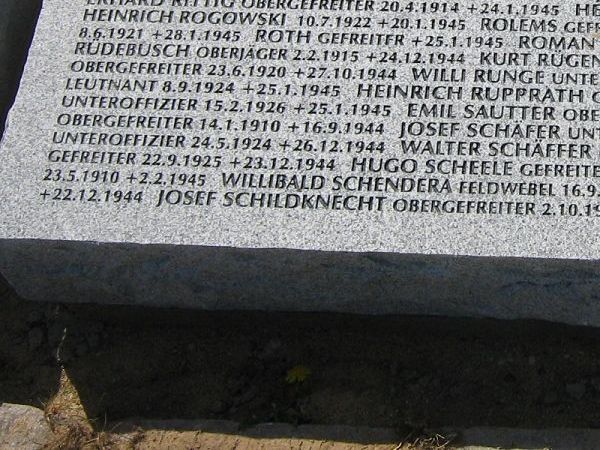 ERHARD RETTIG OBERGEFREITER 20.4.1914 +24.1.1945
HEINRICH ROGOWSKI 10.7.1922 +20.1.1945 ROLEMS GEFR
8.6.1921 +28.1.1945 ROTH GEFREITER +25.1.1945 ROMAN
RÜDEBUSCH OBERJÄGER 2.2.1915 +24.12.1944 KURT RÜGEN
OBERGEFREITER 23.6.1920 +27.10.1944 WILLI RUNGE UNTE
LEUTNANT 8.9.1924 +25.1.1945 HEINRICH RUPPRATH
UNTEROFFIZIER 15.2.1926 +25.1.1945 EMIL SAUTTER OBE
OBERGEFREITER 14.1.1910 +16.9.1944 JOSEF SCHÄFER UNT
UNTEROFFIZIER 24.5.1924 +26.12.1944 WALTER SCHÄFFER
GEFREITER 22.9.1925 +23.12.1944 HUGO SCHEELE GEFREITE
23.5.1910 +2.2.1945 WILLIBALD SCHENDERA FELDWEBEL 16.9
+22.12.1944 JOSEF SCHILDKNECHT OBERGEFREITER 2.10.19